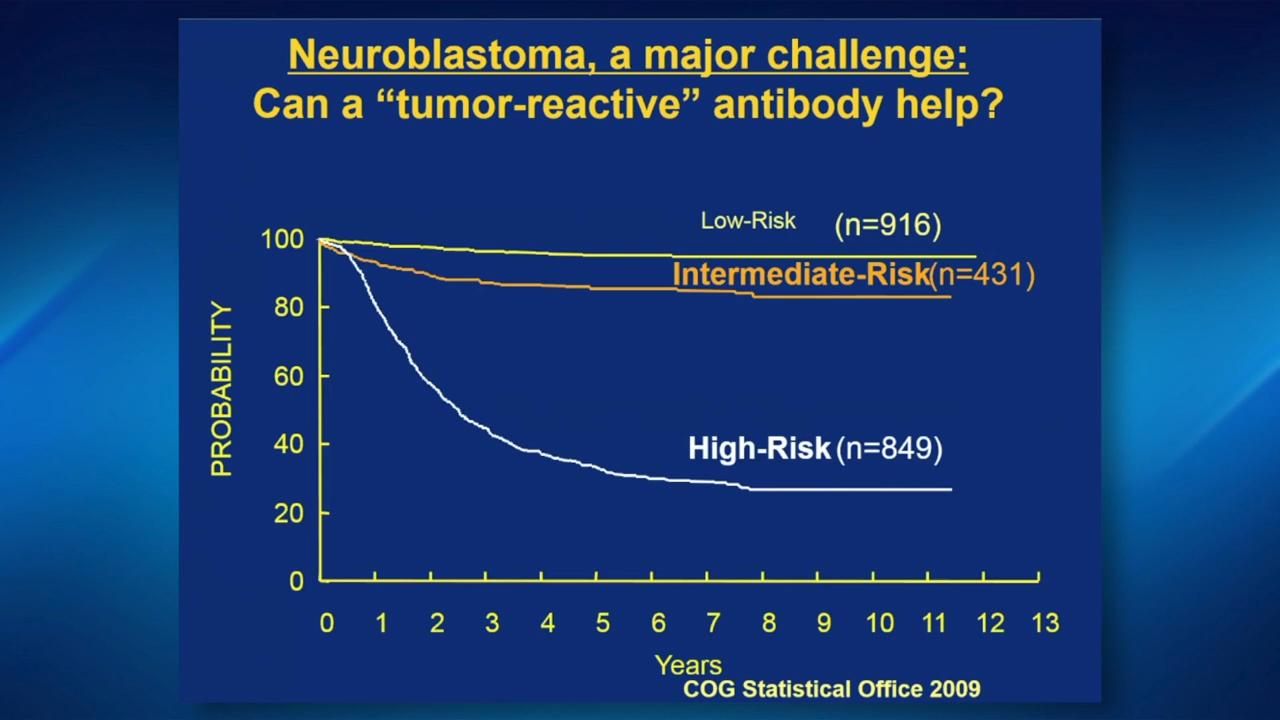 Neuroblastoma, a major challenge:
Can a “tumor-reactive” antibody help?
Low-Risk (n=916)
Intermediate-Risk(n=431)
High-Risk (n=849)
PROBABILITY
100
80
60
40
20
0
0 1 2 3 4 5 6 7 8 9 10 11 12 13
Years
COG Statistical Office 2009